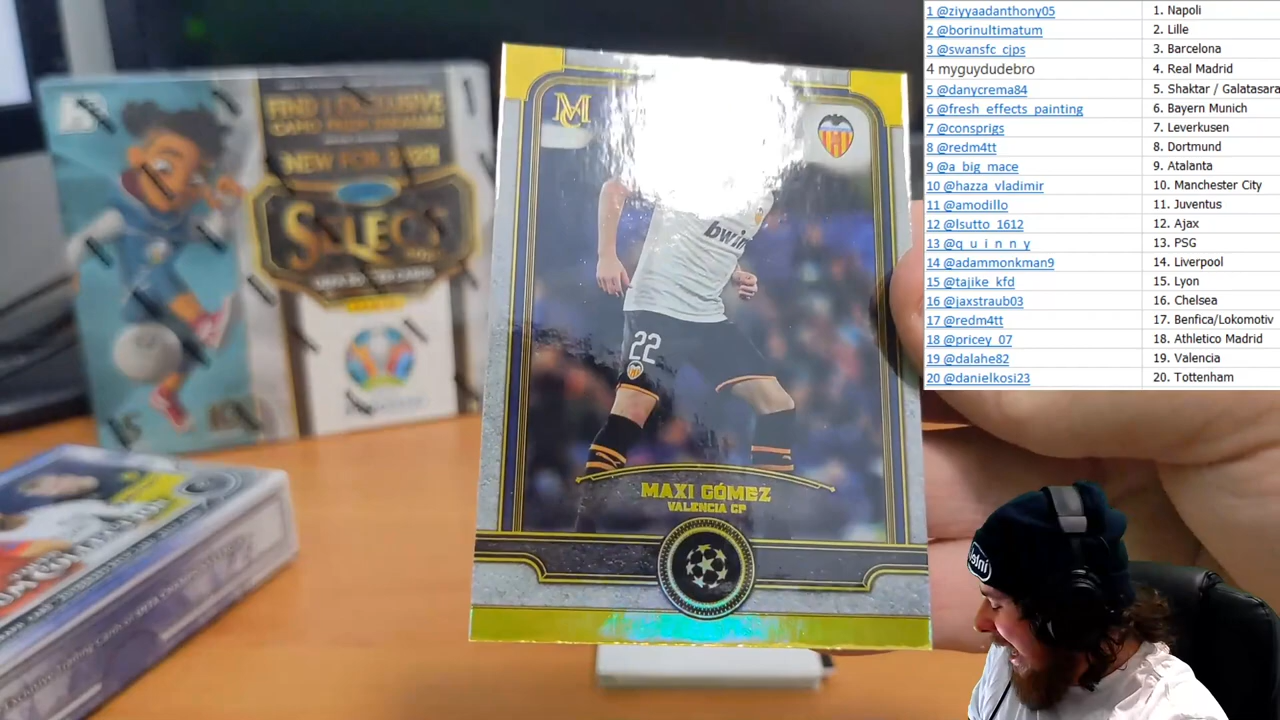 1 @ziyyaadanthony05 1. Napoli
2 @borinultimatum 2. Lille
3 @swansfc_cjps 3. Barcelona
4 myguydudebro 4. Real Madrid
5 @danycrema84 5. Shaktar / Galatasara
6 @fresh_effects_painting 6. Bayern Munich
7 @consprigs 7. Leverkusen
8 @redm4tt 8. Dortmund
9 @a_big_mace 9. Atalanta
10 @hazza_vladimir 10. Manchester City
11 @amodillo 11. Juventus
12 @lsutto_1612 12. Ajax
13 @q_u_i_n_n_y 13. PSG
14 @adammonkman9 14. Liverpool
15 @tajike_kfd 15. Lyon
16 @jaxstraub03 16. Chelsea
17 @redm4tt 17. Benfica/Lokomotiv
18 @pricey_07 18. Athletico Madrid
19 @dalahe82 19. Valencia
20 @danielkosi23 20. Tottenham
MC
bwin
22
MAXI GÓMEZ
VALENCIA CF
FIND 1 EXCLUSIVE
NEW FOR 2020!
SELECT